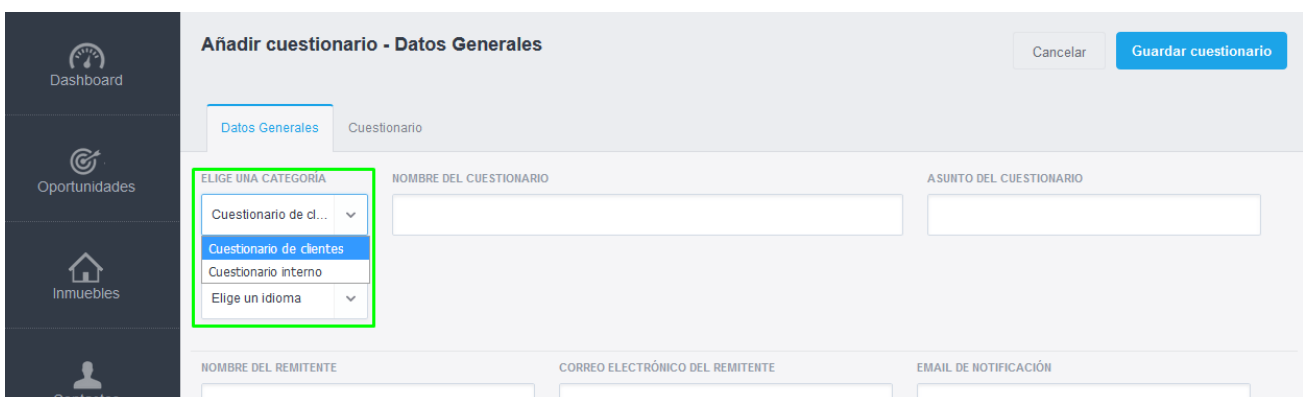 Dashboard
Oportunidades
Inmuebles
Añadir cuestionario - Datos Generales
Cancelar
Guardar cuestionario
Datos Generales
Cuestionario
ELIGE UNA CATEGORÍA
NOMBRE DEL CUESTIONARIO
ASUNTO DEL CUESTIONARIO
Cuestionario de cl...
Cuestionario de clientes
Cuestionario interno
Elige un idioma
NOMBRE DEL REMITENTE
CORREO ELECTRÓNICO DEL REMITENTE
EMAIL DE NOTIFICACIÓN